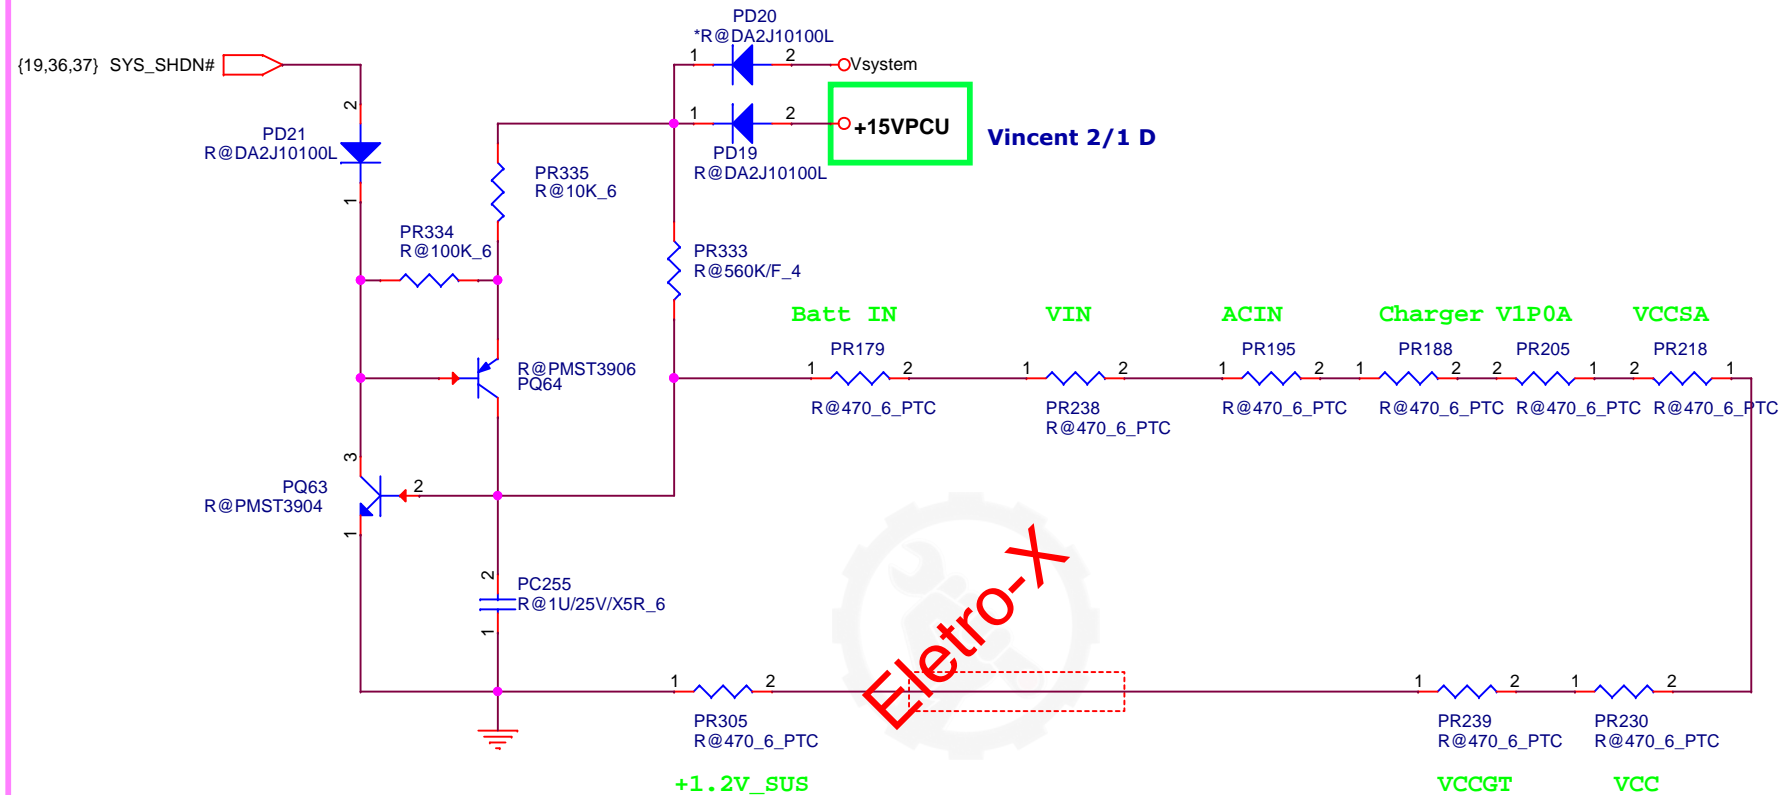 PD20
*R@DA2J10100L
1 2
{19,36,37} SYS_SHDN#
Vsystem
2
1 2
+15VPCU
Vincent 2/1 D
PD21
R@DA2J10100L
PD19
R@DA2J10100L
1
PR335
R@10K_6
PR334
R@100K_6
PR333
R@560K/F_4
Batt IN VIN ACIN Charger V1P0A VCCSA
PR179 PR195 PR188 PR205 PR218
1 2 1 2 1 2 1 2 2 1 2 1
R@PMST3906
PQ64
R@470_6_PTC PR238 R@470_6_PTC R@470_6_PTC R@470_6_PTC R@470_6_PTC
R@470_6_PTC
3
PQ63
R@PMST3904
2
1
2
PC255
R@1U/25V/X5R_6
1
Eletro-X
1 2 1 2 1 2
PR305 PR239 PR230
R@470_6_PTC R@470_6_PTC R@470_6_PTC
+1.2V_SUS VCCGT VCC